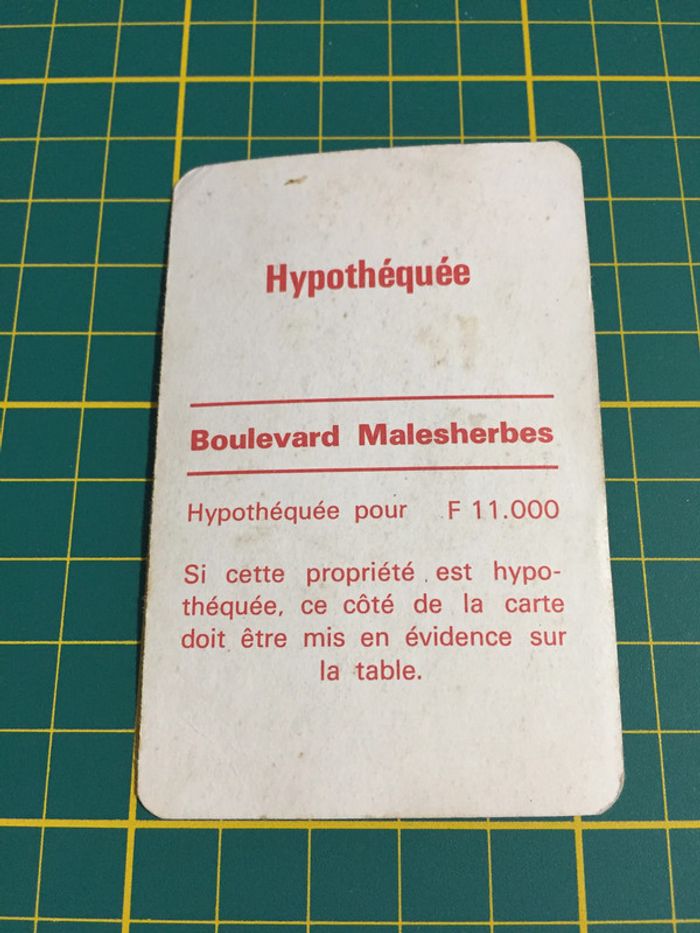 Hypothéquée
Boulevard Malesherbes
Hypothéquée pour F 11.000
Si cette propriété est hypo-
théquée, ce côté de la carte
doit être mis en évidence sur
la table.